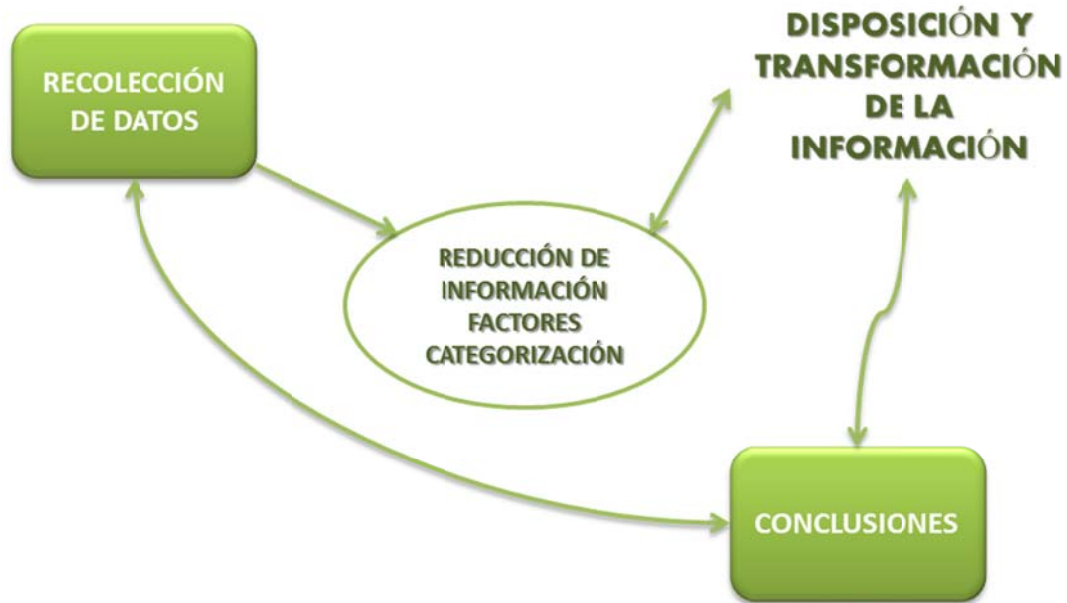 RECOLECCIÓN
DE DATOS
DISPOSICIÓN Y
TRANSFORMACIÓN
DE LA
INFORMACIÓN
REDUCCIÓN DE
INFORMACIÓN
FACTORES
CATEGORIZACIÓN
CONCLUSIONES